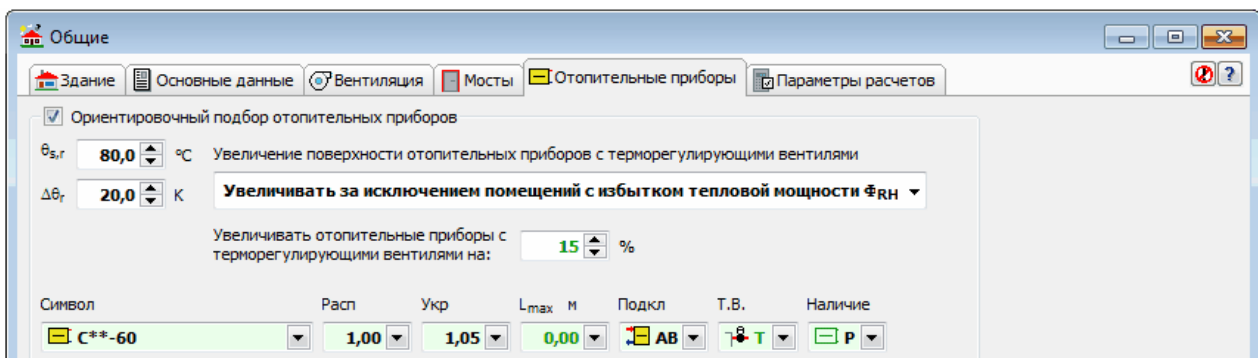 Общие
Здание Основные данные Вентиляция Мосты Отопительные приборы Параметры расчетов ?
Ориентировочный подбор отопительных приборов
θs,r 80,0 °C Увеличение поверхности отопительных приборов с терморегулирующими вентилями
Δθr 20,0 K Увеличивать за исключением помещений с избытком тепловой мощности ΦRH
Увеличивать отопительные приборы с
терморегулирующими вентилями на:
15 %
Символ Расп Укр Lmax м Подкл Т.В. Наличие
C**-60 1,00 1,05 0,00 AB T P